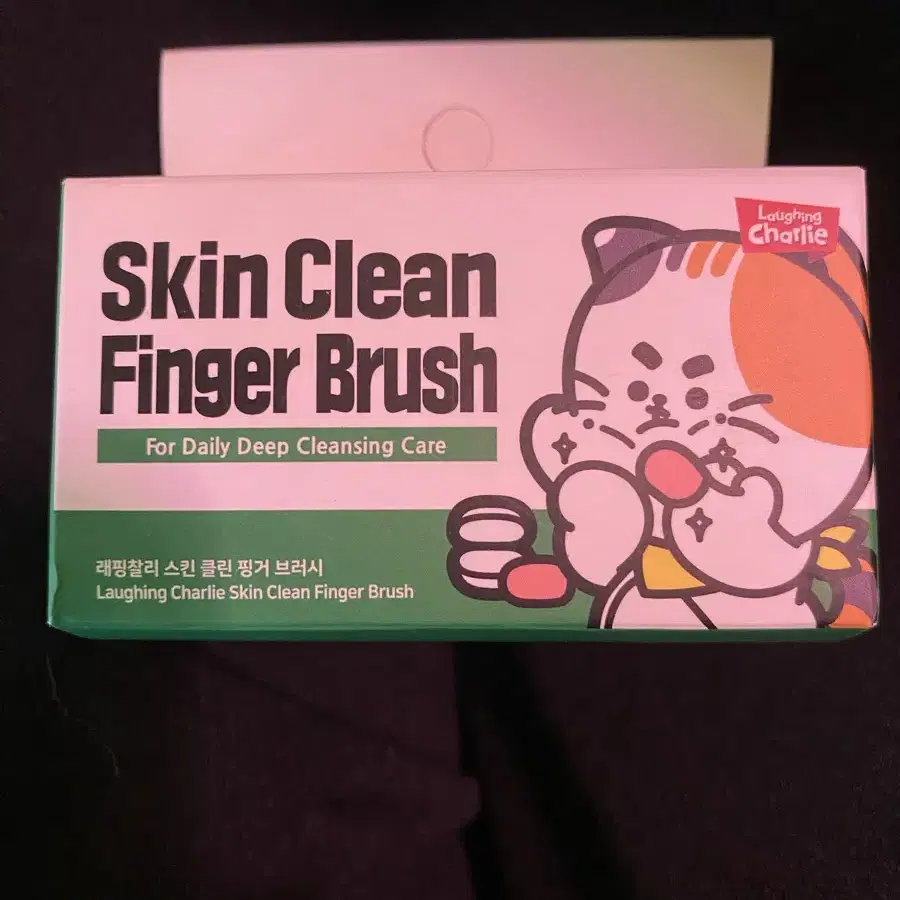 Laughing
Charlie
Skin Clean
Finger Brush
For Daily Deep Cleansing Care
래핑찰리 스킨 클린 핑거 브러시
Laughing Charlie Skin Clean Finger Brush